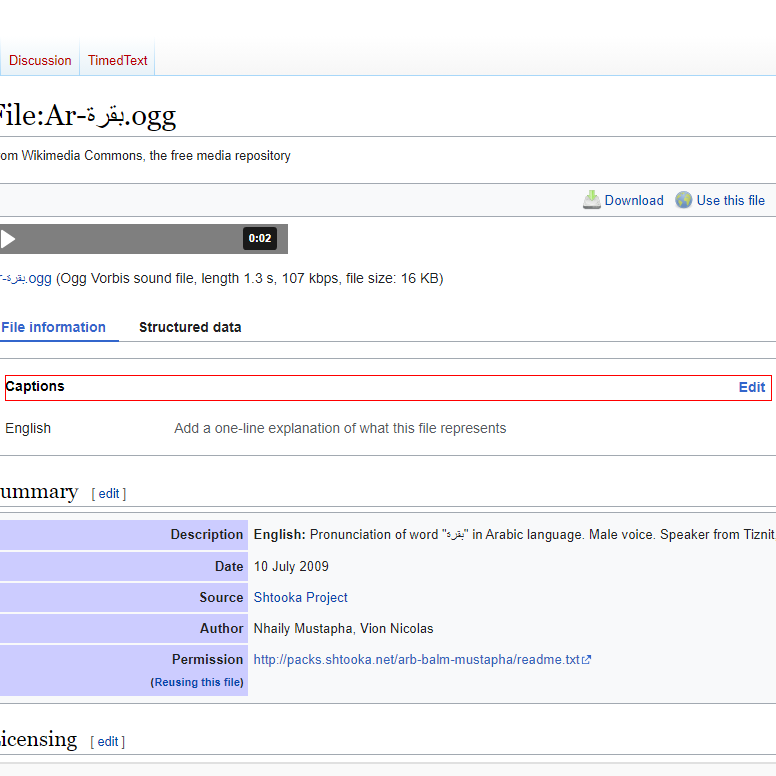 Discussion TimedText
File:Ar-بقرة.ogg
om Wikimedia Commons, the free media repository
Download Use this file
0:02
r-بقرة.ogg (Ogg Vorbis sound file, length 1.3 s, 107 kbps, file size: 16 KB)
File information Structured data
Captions Edit
English Add a one-line explanation of what this file represents
ummary [ edit ]
Description English: Pronunciation of word "بقرة" in Arabic language. Male voice. Speaker from Tiznit
Date 10 July 2009
Source Shtooka Project
Author Nhaily Mustapha, Vion Nicolas
Permission http://packs.shtooka.net/arb-balm-mustapha/readme.txt
(Reusing this file)
icensing [ edit ]